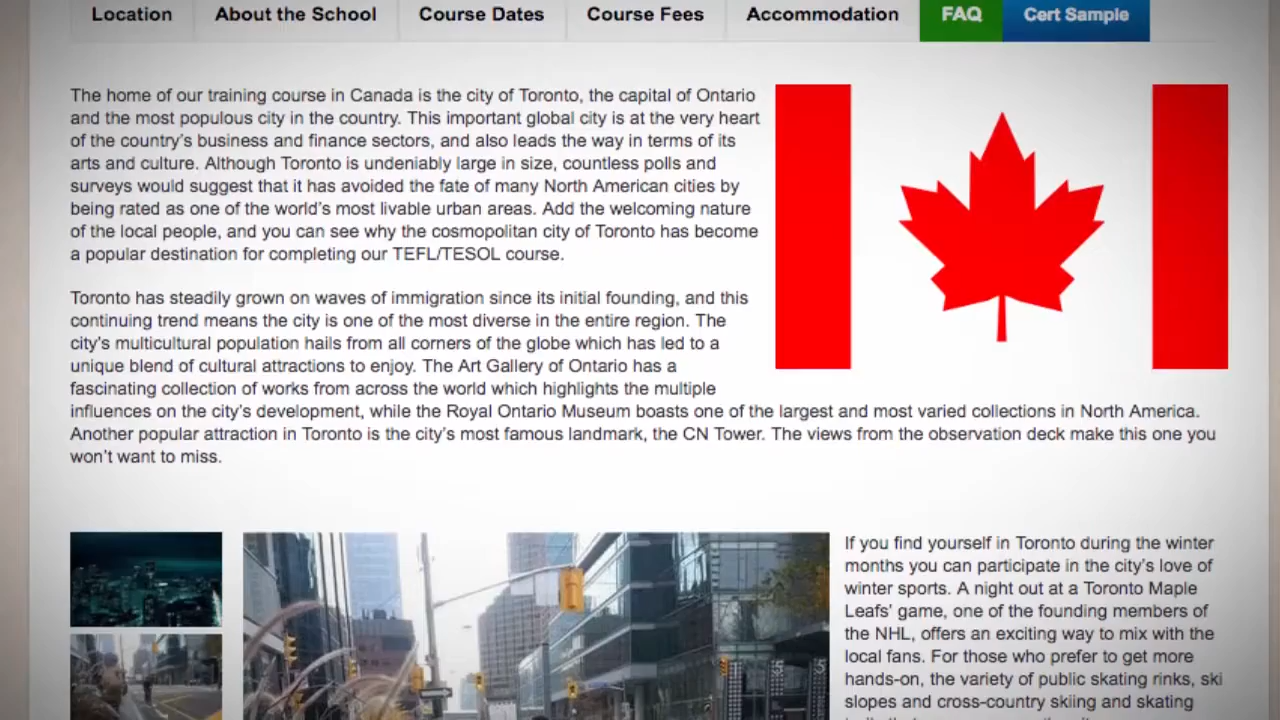 Location
About the School
Course Dates
Course Fees
Accommodation
FAQ
Cert Sample
The home of our training course in Canada is the city of Toronto, the capital of Ontario
and the most populous city in the country. This important global city is at the very heart
of the country's business and finance sectors, and also leads the way in terms of its
arts and culture. Although Toronto is undeniably large in size, countless polls and
surveys would suggest that it has avoided the fate of many North American cities by
being rated as one of the world's most livable urban areas. Add the welcoming nature
of the local people, and you can see why the cosmopolitan city of Toronto has become
a popular destination for completing our TEFL/TESOL course.
Toronto has steadily grown on waves of immigration since its initial founding, and this
continuing trend means the city is one of the most diverse in the entire region. The
city's multicultural population hails from all corners of the globe which has led to a
unique blend of cultural attractions to enjoy. The Art Gallery of Ontario has a
fascinating collection of works from across the world which highlights the multiple
influences on the city's development, while the Royal Ontario Museum boasts one of the largest and most varied collections in North America.
Another popular attraction in Toronto is the city's most famous landmark, the CN Tower. The views from the observation deck make this one you
won't want to miss.
If you find yourself in Toronto during the winter
months you can participate in the city's love of
winter sports. A night out at a Toronto Maple
Leafs' game, one of the founding members of
the NHL, offers an exciting way to mix with the
local fans. For those who prefer to get more
hands-on, the variety of public skating rinks, ski
slopes and cross-country skiing and skating